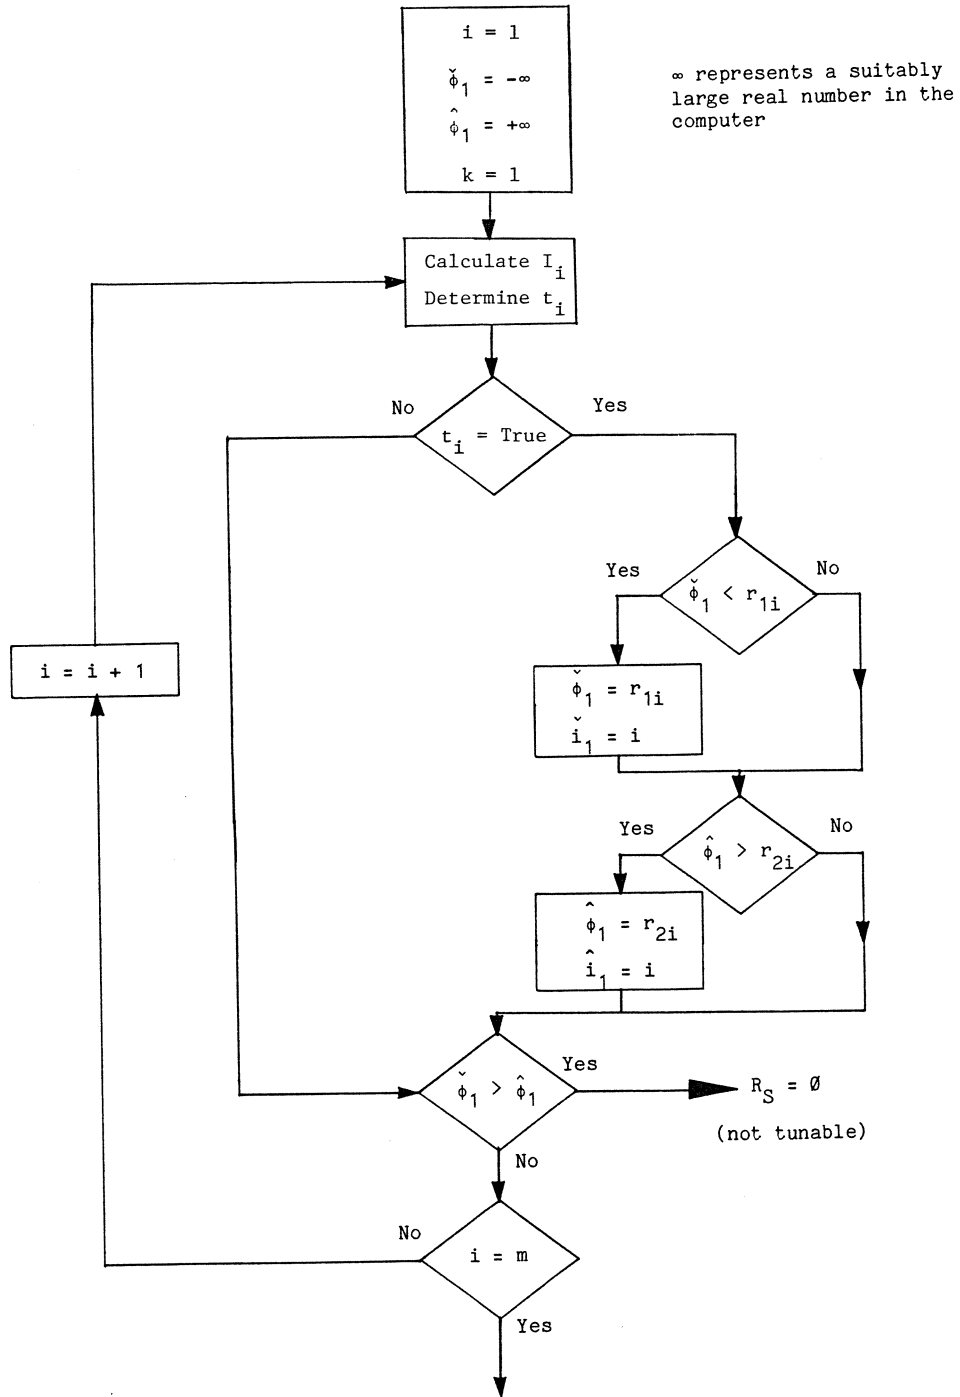 i = 1
φ̌₁ = -∞
φ̂₁ = +∞
k = 1
∞ represents a suitably
large real number in the
computer
Calculate Iᵢ
Determine tᵢ
No
Yes
tᵢ = True
Yes
No
φ̌₁ < r₁ᵢ
i = i + 1
φ̌₁ = r₁ᵢ
ǐ₁ = i
Yes
No
φ̂₁ > r₂ᵢ
φ̂₁ = r₂ᵢ
î₁ = i
φ̌₁ > φ̂₁
Yes
R_S = Ø
(not tunable)
No
No
i = m
Yes